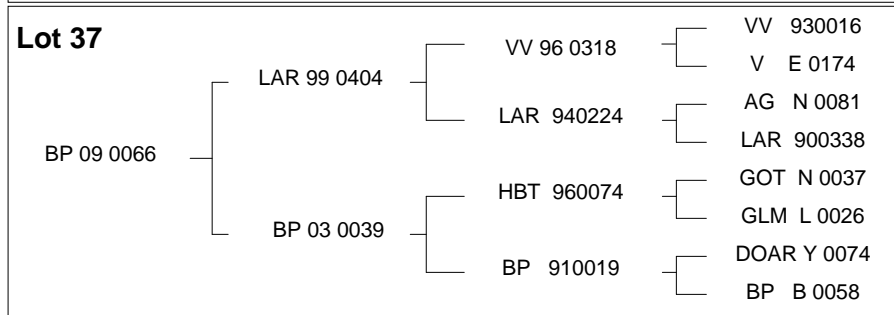 Lot 37
VV 930016
VV 96 0318
V E 0174
LAR 99 0404
AG N 0081
LAR 940224
LAR 900338
BP 09 0066
GOT N 0037
HBT 960074
GLM L 0026
BP 03 0039
DOAR Y 0074
BP 910019
BP B 0058